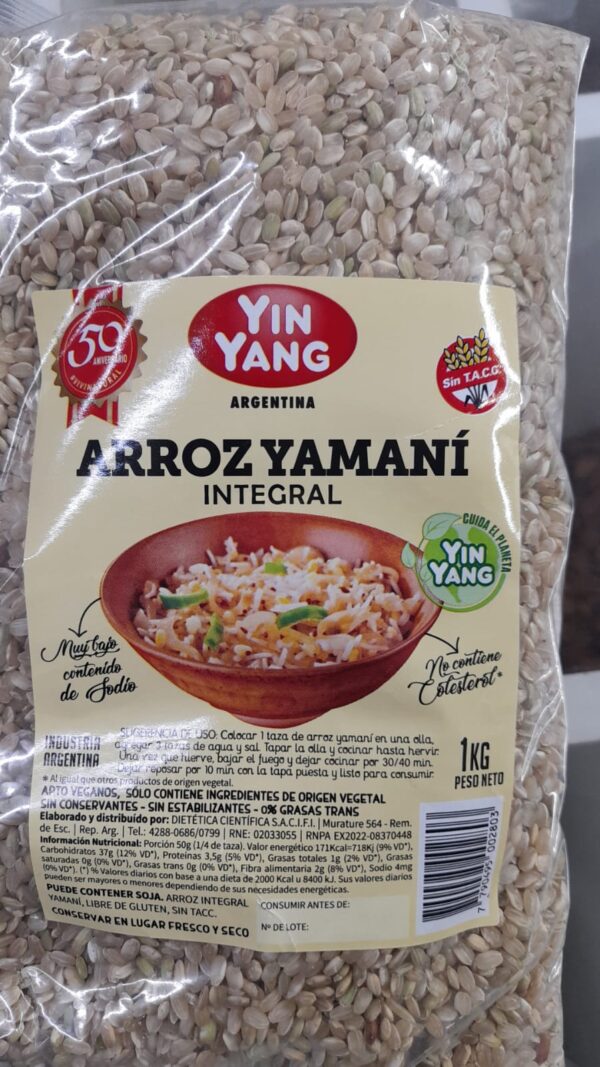 50
ANIVERSARIO
YIN
YANG
ARGENTINA
Sin T.A.C.C.
ARROZ YAMANÍ
INTEGRAL
CUIDA EL PLANETA
YIN
YANG
Muy bajo
contenido
de Sodio
No contiene
Colesterol*
INDUSTRIA
ARGENTINA
SUGERENCIA DE USO: Colocar 1 taza de arroz yamaní en una olla,
agregar 3 tazas de agua y sal. Tapar la olla y cocinar hasta hervir.
Una vez que hierve, bajar el fuego y dejar cocinar por 30/40 min.
Dejar reposar por 10 min con la tapa puesta y listo para consumir.
1KG
PESO NETO
* Al igual que otros productos de origen vegetal.
APTO VEGANOS, SÓLO CONTIENE INGREDIENTES DE ORIGEN VEGETAL
SIN CONSERVANTES - SIN ESTABILIZANTES - 0% GRASAS TRANS
Elaborado y distribuido por: DIETÉTICA CIENTÍFICA S.A.C.I.F.I. | Murature 564 - Rem.
de Esc. | Rep. Arg. | Tel.: 4288-0686/0799 | RNE: 02033055 | RNPA EX2022-08370448
Información Nutricional: Porción 50g (1/4 de taza). Valor energético 171Kcal=718Kj (9% VD*),
Carbohidratos 37g (12% VD*), Proteínas 3,5g (5% VD*), Grasas totales 1g (2% VD*), Grasas
saturadas 0g (0% VD*), Grasas trans 0g (0% VD*), Fibra alimentaria 2g (8% VD*), Sodio 4mg
(0% VD*). (*) % Valores diarios con base a una dieta de 2000 Kcal u 8400 kJ. Sus valores diarios
pueden ser mayores o menores dependiendo de sus necesidades energéticas.
PUEDE CONTENER SOJA. ARROZ INTEGRAL
YAMANÍ, LIBRE DE GLUTEN, SIN TACC.
CONSERVAR EN LUGAR FRESCO Y SECO
CONSUMIR ANTES DE:
Nº DE LOTE:
7 790495 002803